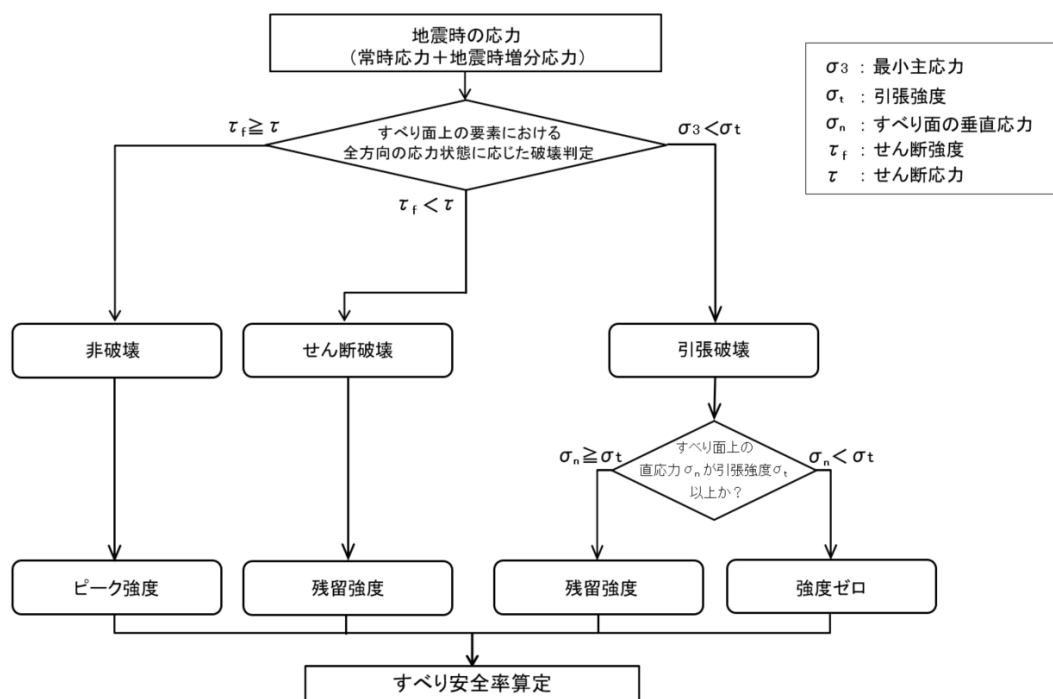 地震時の応力
（常時応力＋地震時増分応力）
σ3 ： 最小主応力
σt ： 引張強度
σn ： すべり面の垂直応力
τf ： せん断強度
τ ： せん断応力
τf≧τ
すべり面上の要素における
全方向の応力状態に応じた破壊判定
σ3＜σt
τf＜τ
非破壊
せん断破壊
引張破壊
σn≧σt
すべり面上の
直応力σnが引張強度σt
以上か？
σn＜σt
ピーク強度
残留強度
残留強度
強度ゼロ
すべり安全率算定